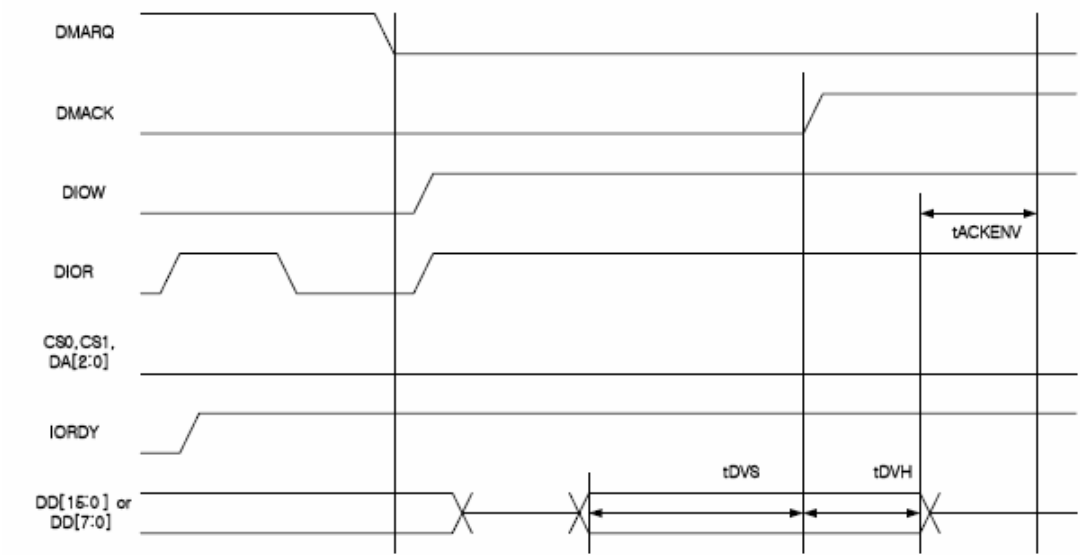 DMARQ
DMACK
DIOW
tACKENV
DIOR
CS0,CS1,
DA[2:0]
IORDY
tDVS
tDVH
DD[15:0] or
DD[7:0]